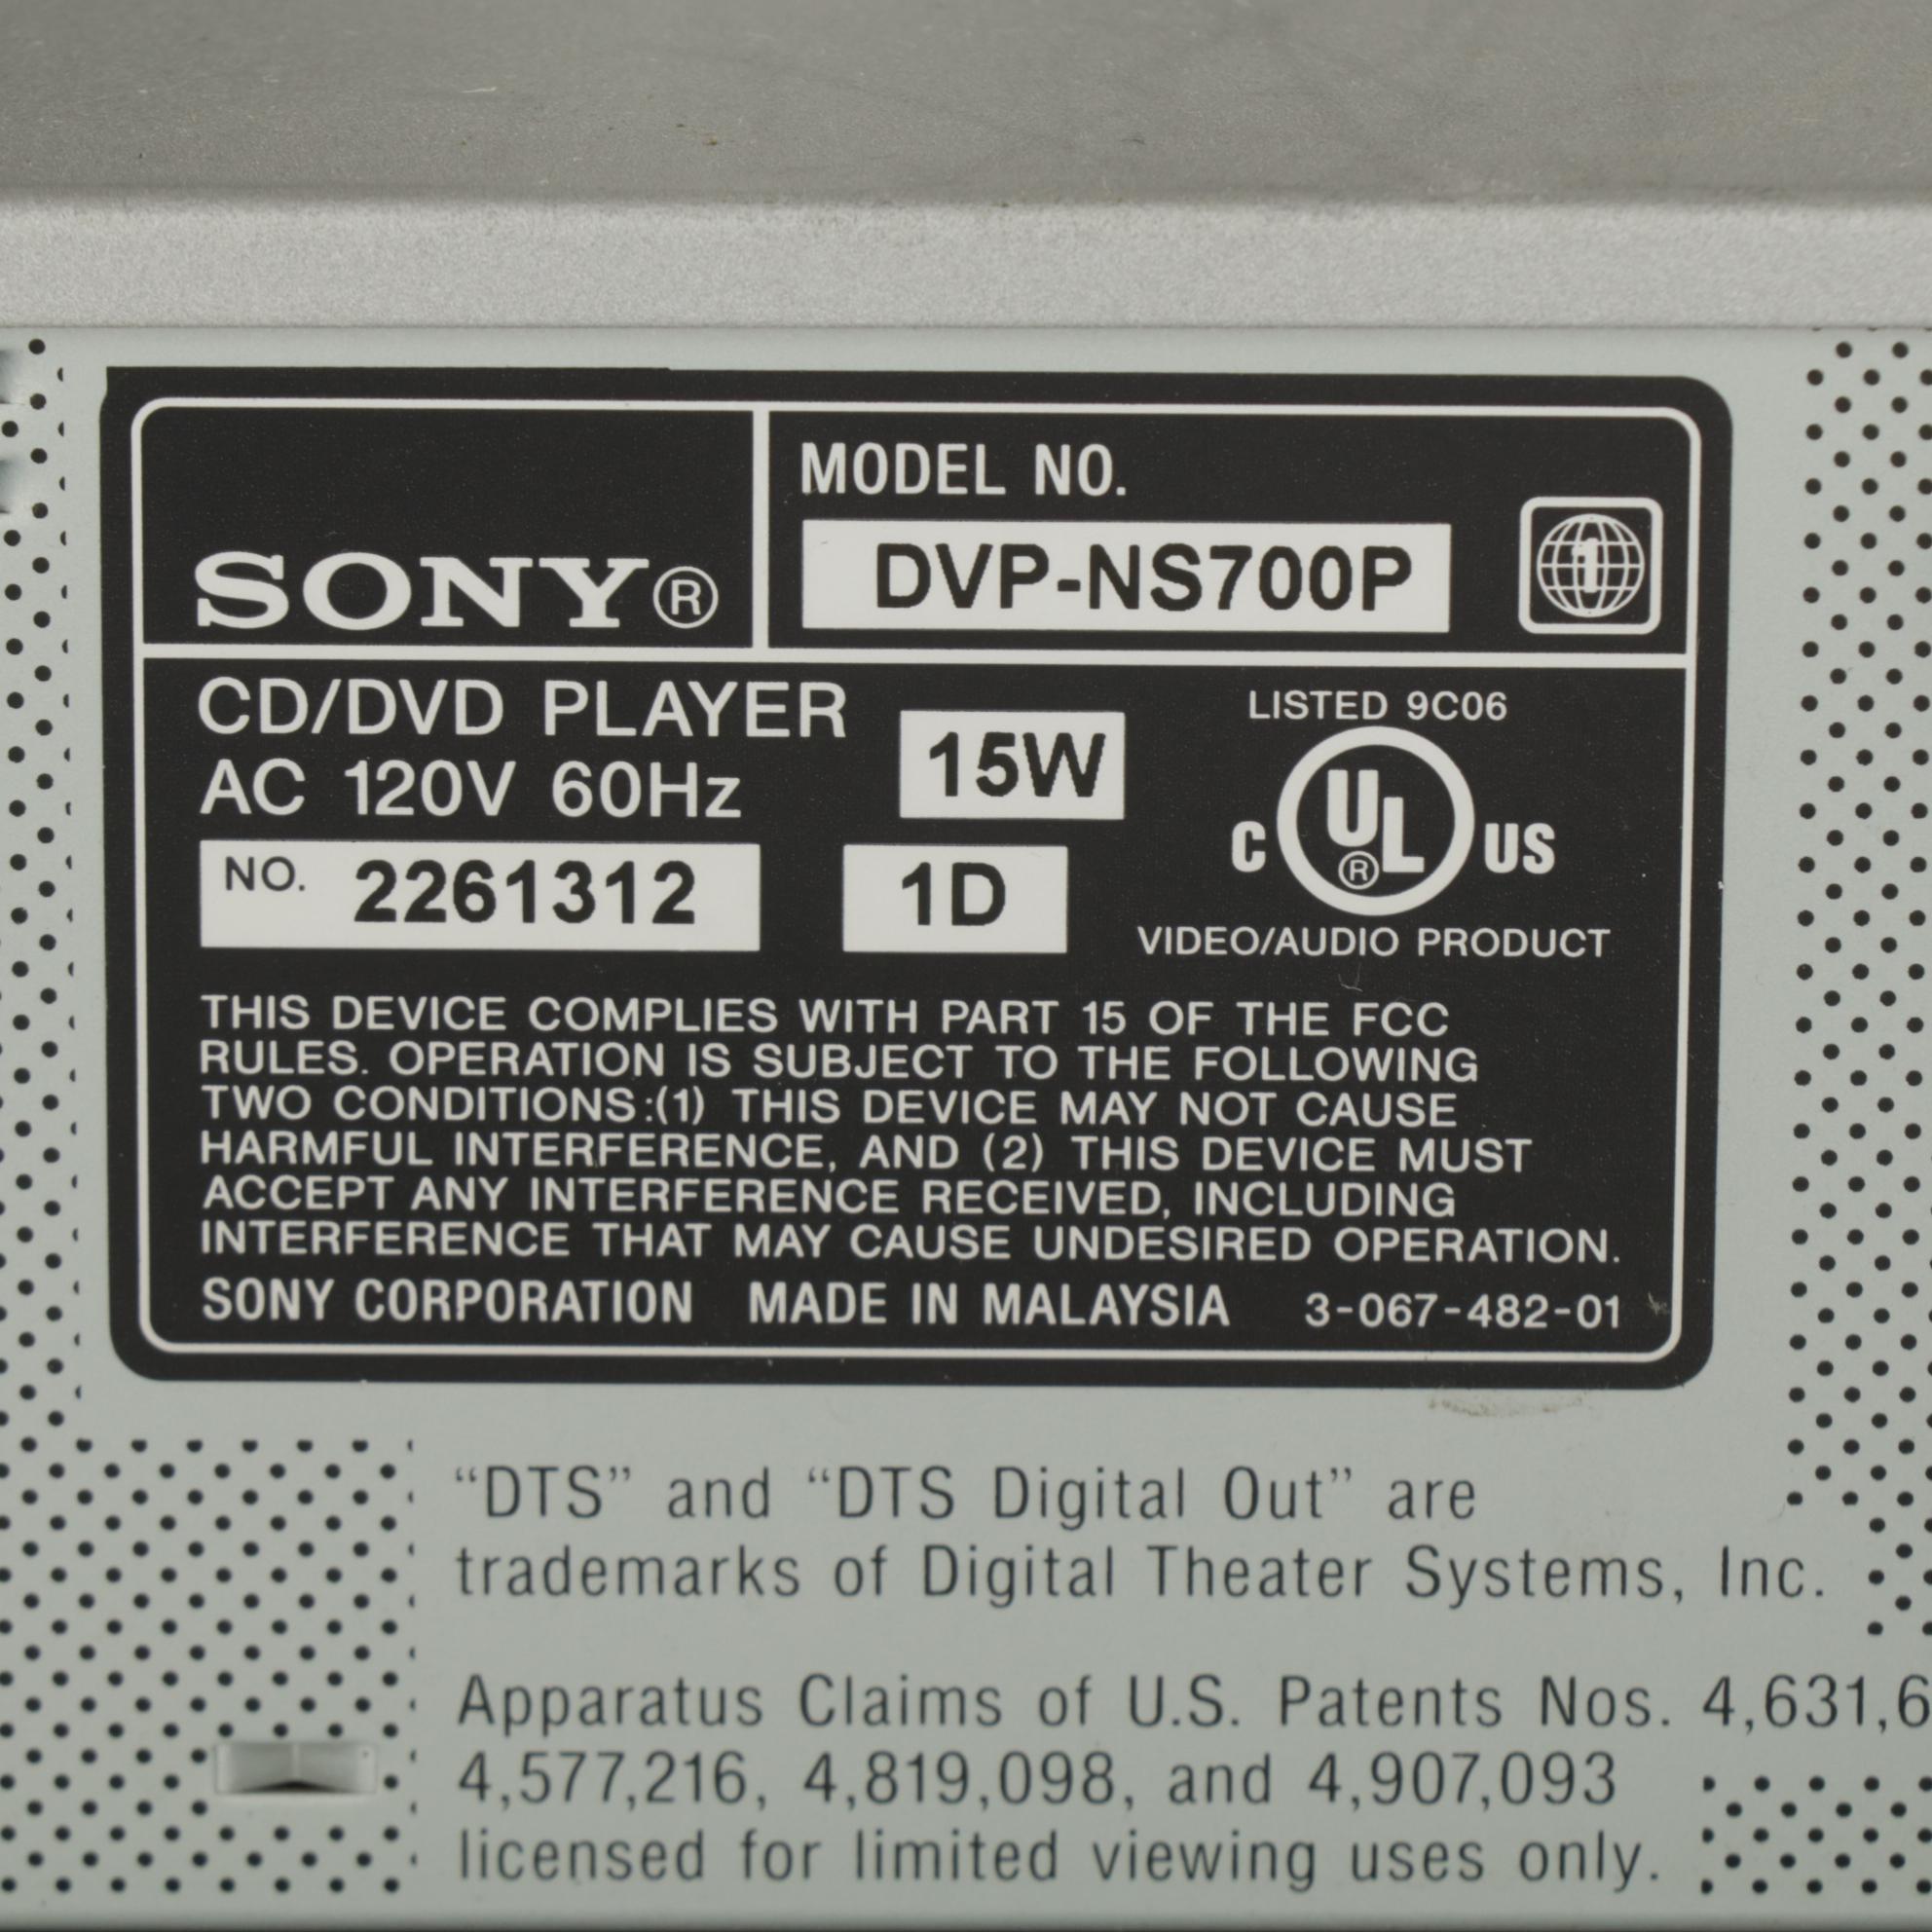 SONY®
MODEL NO.
DVP-NS700P
1
CD/DVD PLAYER
AC 120V 60Hz
15W
NO. 2261312
1D
LISTED 9C06
C UL® US
VIDEO/AUDIO PRODUCT
THIS DEVICE COMPLIES WITH PART 15 OF THE FCC
RULES. OPERATION IS SUBJECT TO THE FOLLOWING
TWO CONDITIONS:(1) THIS DEVICE MAY NOT CAUSE
HARMFUL INTERFERENCE, AND (2) THIS DEVICE MUST
ACCEPT ANY INTERFERENCE RECEIVED, INCLUDING
INTERFERENCE THAT MAY CAUSE UNDESIRED OPERATION.
SONY CORPORATION MADE IN MALAYSIA 3-067-482-01
“DTS” and “DTS Digital Out” are
trademarks of Digital Theater Systems, Inc.
Apparatus Claims of U.S. Patents Nos. 4,631,6
4,577,216, 4,819,098, and 4,907,093
licensed for limited viewing uses only.